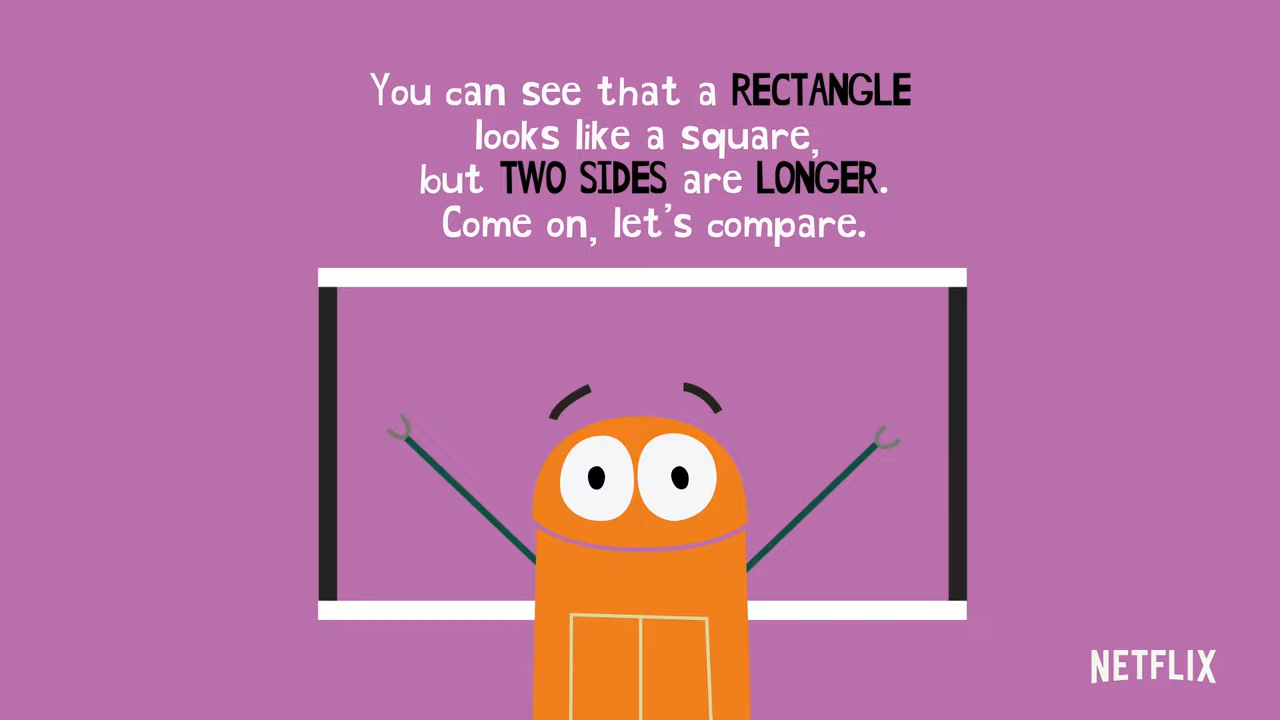 You can see that a RECTANGLE
looks like a square,
but TWO SIDES are LONGER.
Come on, let's compare.
NETFLIX